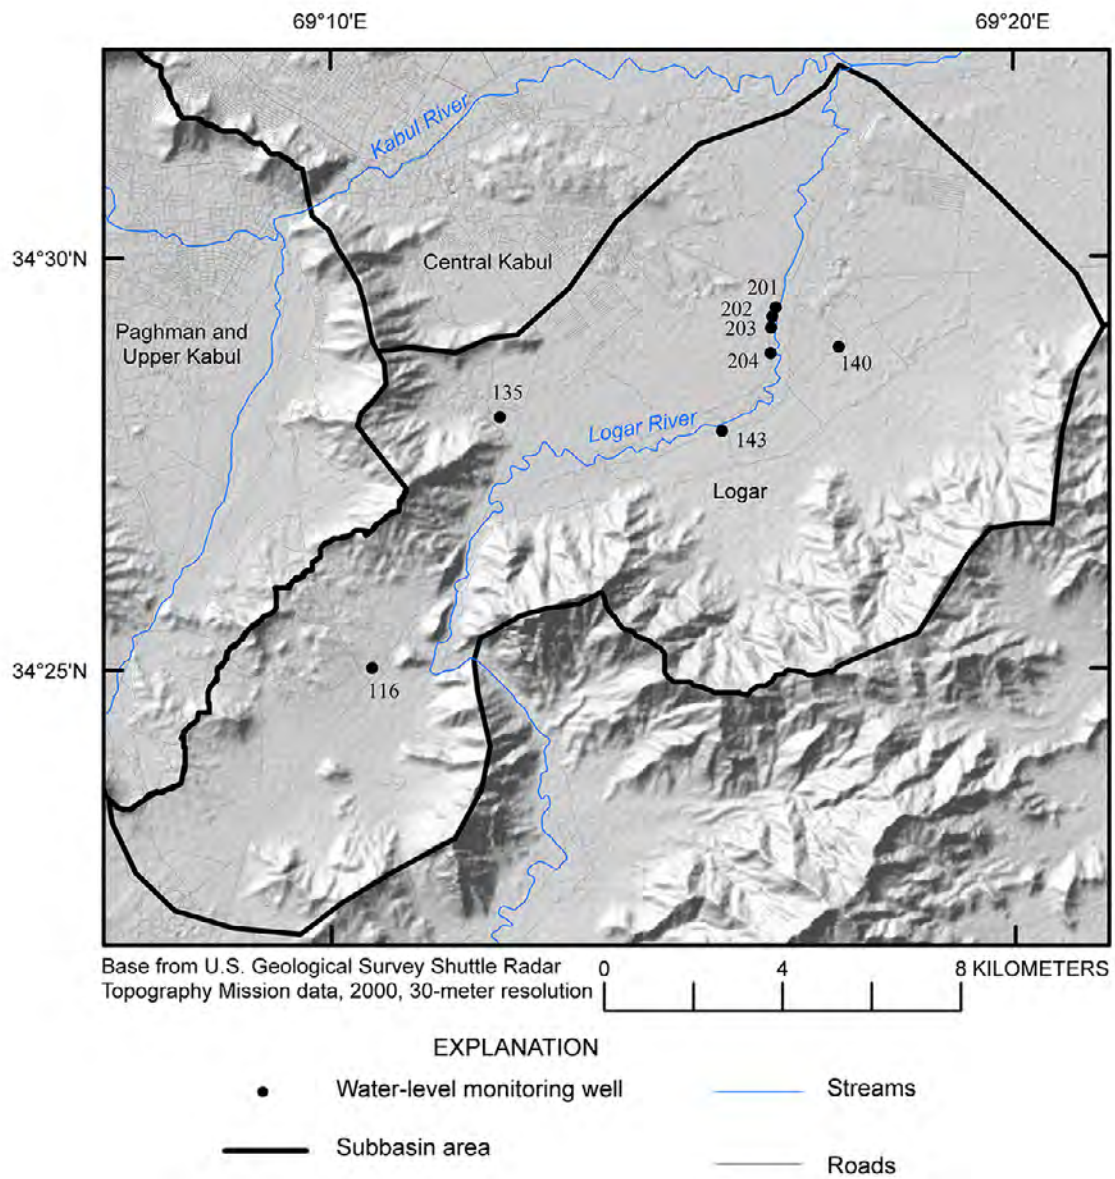 69°10'E
69°20'E
Kabul River
34°30'N
Central Kabul
Paghman and
Upper Kabul
201
202
203
204
140
135
Logar River
143
Logar
34°25'N
116
Base from U.S. Geological Survey Shuttle Radar
Topography Mission data, 2000, 30-meter resolution
0 4 8 KILOMETERS
EXPLANATION
Water-level monitoring well
Streams
Subbasin area
Roads